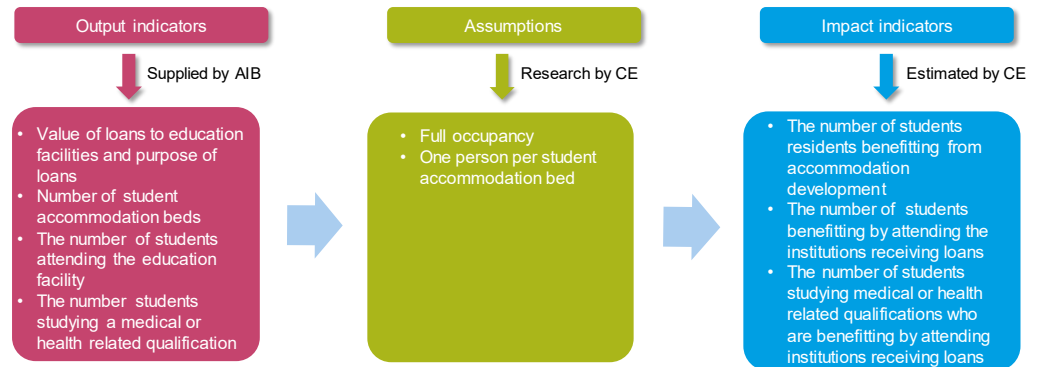 Output indicators
Supplied by AIB
• Value of loans to education
facilities and purpose of
loans
• Number of student
accommodation beds
• The number of students
attending the education
facility
• The number students
studying a medical or
health related qualification
Assumptions
Research by CE
• Full occupancy
• One person per student
accommodation bed
Impact indicators
Estimated by CE
• The number of students
residents benefitting from
accommodation
development
• The number of students
benefitting by attending the
institutions receiving loans
• The number of students
studying medical or health
related qualifications who
are benefitting by attending
institutions receiving loans